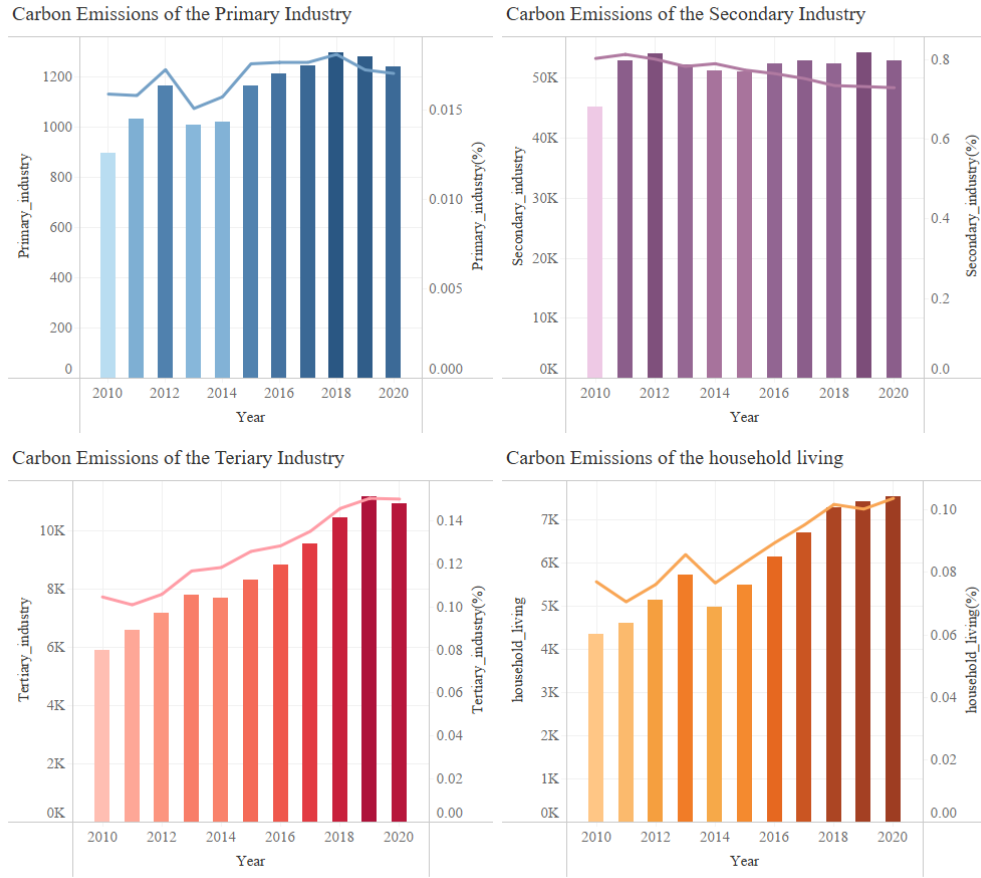 Carbon Emissions of the Primary Industry
1200
1000
800
600
400
200
0
Primary_industry
0.015
0.010
0.005
0.000
Primary_industry(%)
2010 2012 2014 2016 2018 2020
Year
Carbon Emissions of the Secondary Industry
50K
40K
30K
20K
10K
0K
Secondary_industry
0.8
0.6
0.4
0.2
0.0
Secondary_industry(%)
2010 2012 2014 2016 2018 2020
Year
Carbon Emissions of the Teriary Industry
10K
8K
6K
4K
2K
0K
Tertiary_industry
0.14
0.12
0.10
0.08
0.06
0.04
0.02
0.00
Tertiary_industry(%)
2010 2012 2014 2016 2018 2020
Year
Carbon Emissions of the household living
7K
6K
5K
4K
3K
2K
1K
0K
household_living
0.10
0.08
0.06
0.04
0.02
0.00
household_living(%)
2010 2012 2014 2016 2018 2020
Year